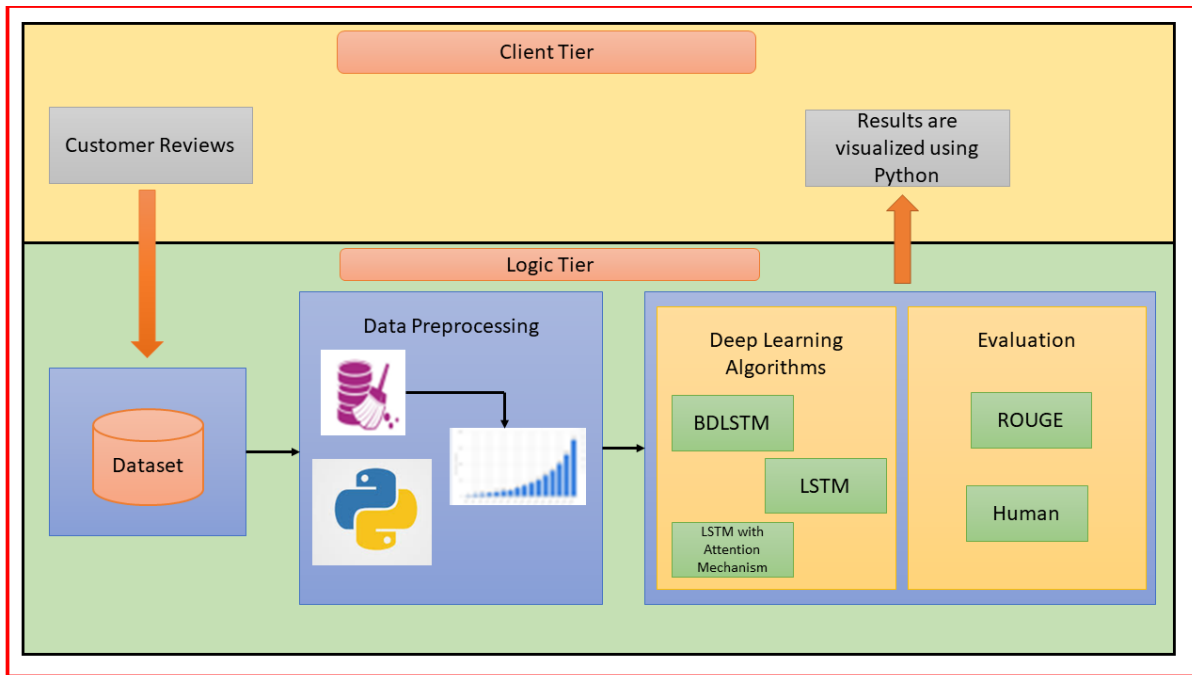 Client Tier
Customer Reviews
Results are
visualized using
Python
Logic Tier
Dataset
Data Preprocessing
Deep Learning
Algorithms
BDLSTM
LSTM
LSTM with
Attention
Mechanism
Evaluation
ROUGE
Human